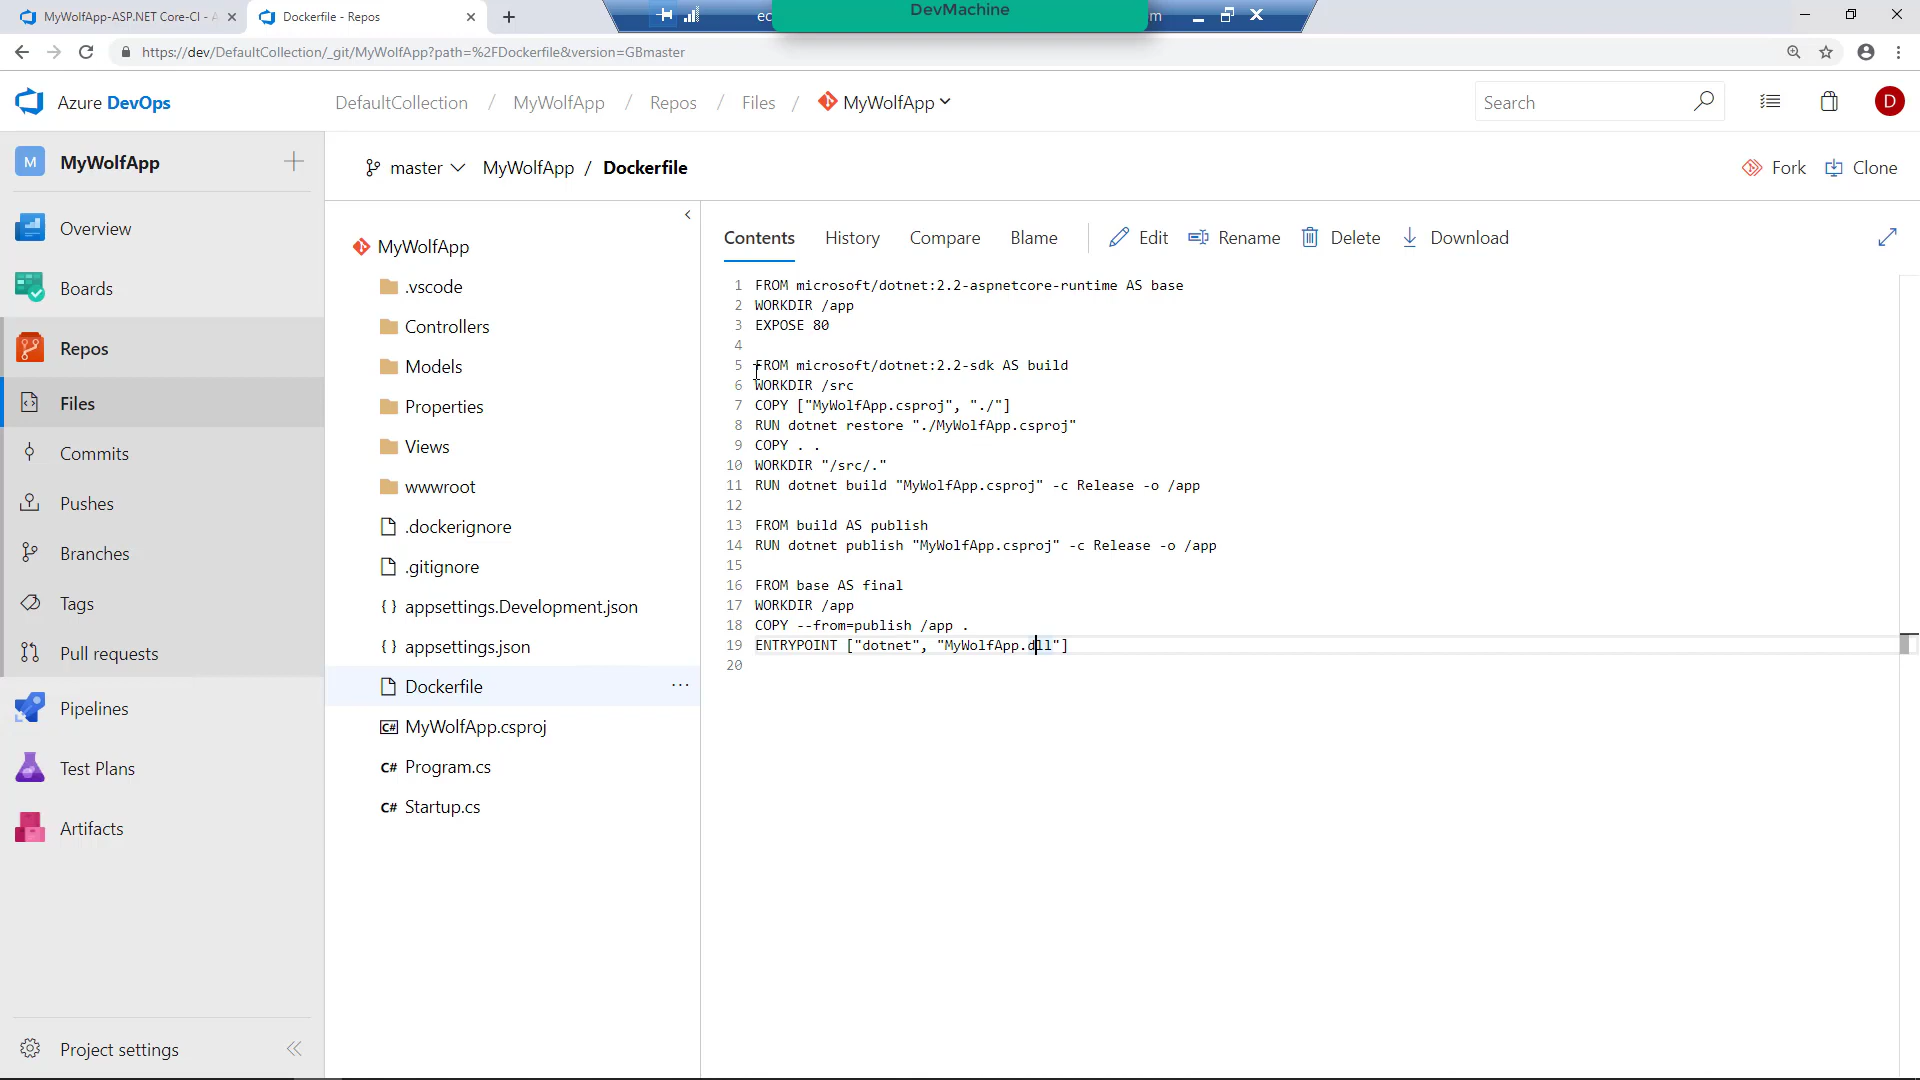 MyWolfApp-ASP.NET Core-CI - A
Dockerfile - Repos
ec
DevMachine
m
https://dev/DefaultCollection/_git/MyWolfApp?path=%2FDockerfile&version=GBmaster
Azure DevOps
DefaultCollection / MyWolfApp / Repos / Files / MyWolfApp
Search
D
M MyWolfApp
Overview
Boards
Repos
Files
Commits
Pushes
Branches
Tags
Pull requests
Pipelines
Test Plans
Artifacts
Project settings
master MyWolfApp / Dockerfile
Fork Clone
MyWolfApp
.vscode
Controllers
Models
Properties
Views
wwwroot
.dockerignore
.gitignore
{ } appsettings.Development.json
{ } appsettings.json
Dockerfile ...
C# MyWolfApp.csproj
C# Program.cs
C# Startup.cs
Contents History Compare Blame Edit Rename Delete Download
1 FROM microsoft/dotnet:2.2-aspnetcore-runtime AS base
2 WORKDIR /app
3 EXPOSE 80
4
5 FROM microsoft/dotnet:2.2-sdk AS build
6 WORKDIR /src
7 COPY ["MyWolfApp.csproj", "./"]
8 RUN dotnet restore "./MyWolfApp.csproj"
9 COPY . .
10 WORKDIR "/src/."
11 RUN dotnet build "MyWolfApp.csproj" -c Release -o /app
12
13 FROM build AS publish
14 RUN dotnet publish "MyWolfApp.csproj" -c Release -o /app
15
16 FROM base AS final
17 WORKDIR /app
18 COPY --from=publish /app .
19 ENTRYPOINT ["dotnet", "MyWolfApp.dll"]
20